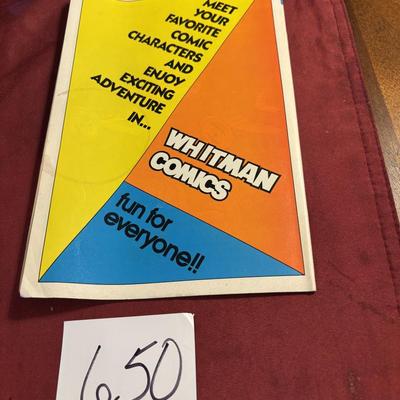 MEET
YOUR
FAVORITE
COMIC
CHARACTERS
AND
ENJOY
EXCITING
ADVENTURE
IN...
WHITMAN
COMICS
fun for
everyone!!
6.50